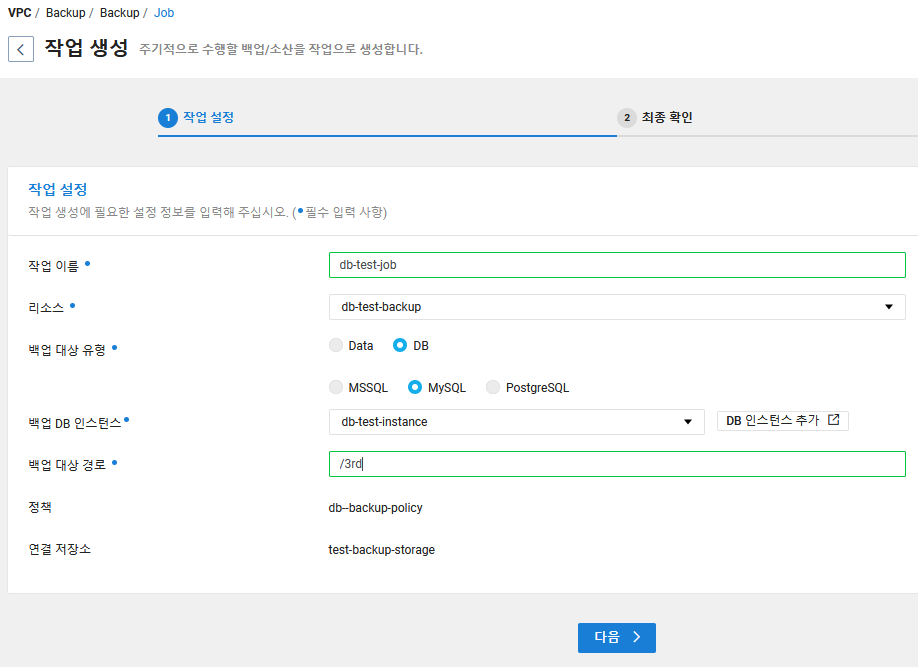 VPC / Backup / Backup / Job
작업 생성 주기적으로 수행할 백업/소산을 작업으로 생성합니다.
1 작업 설정 2 최종 확인
작업 설정
작업 생성에 필요한 설정 정보를 입력해 주십시오. (•필수 입력 사항)
작업 이름 • db-test-job
리소스 • db-test-backup
백업 대상 유형 • Data DB
MSSQL MySQL PostgreSQL
백업 DB 인스턴스 • db-test-instance DB 인스턴스 추가
백업 대상 경로 • /3rd
정책 db--backup-policy
연결 저장소 test-backup-storage
다음